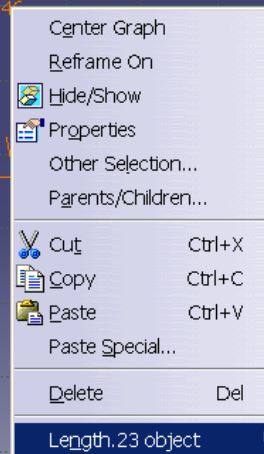 Center Graph
Reframe On
Hide/Show
Properties
Other Selection...
Parents/Children...
Cut Ctrl+X
Copy Ctrl+C
Paste Ctrl+V
Paste Special...
Delete Del
Length.23 object